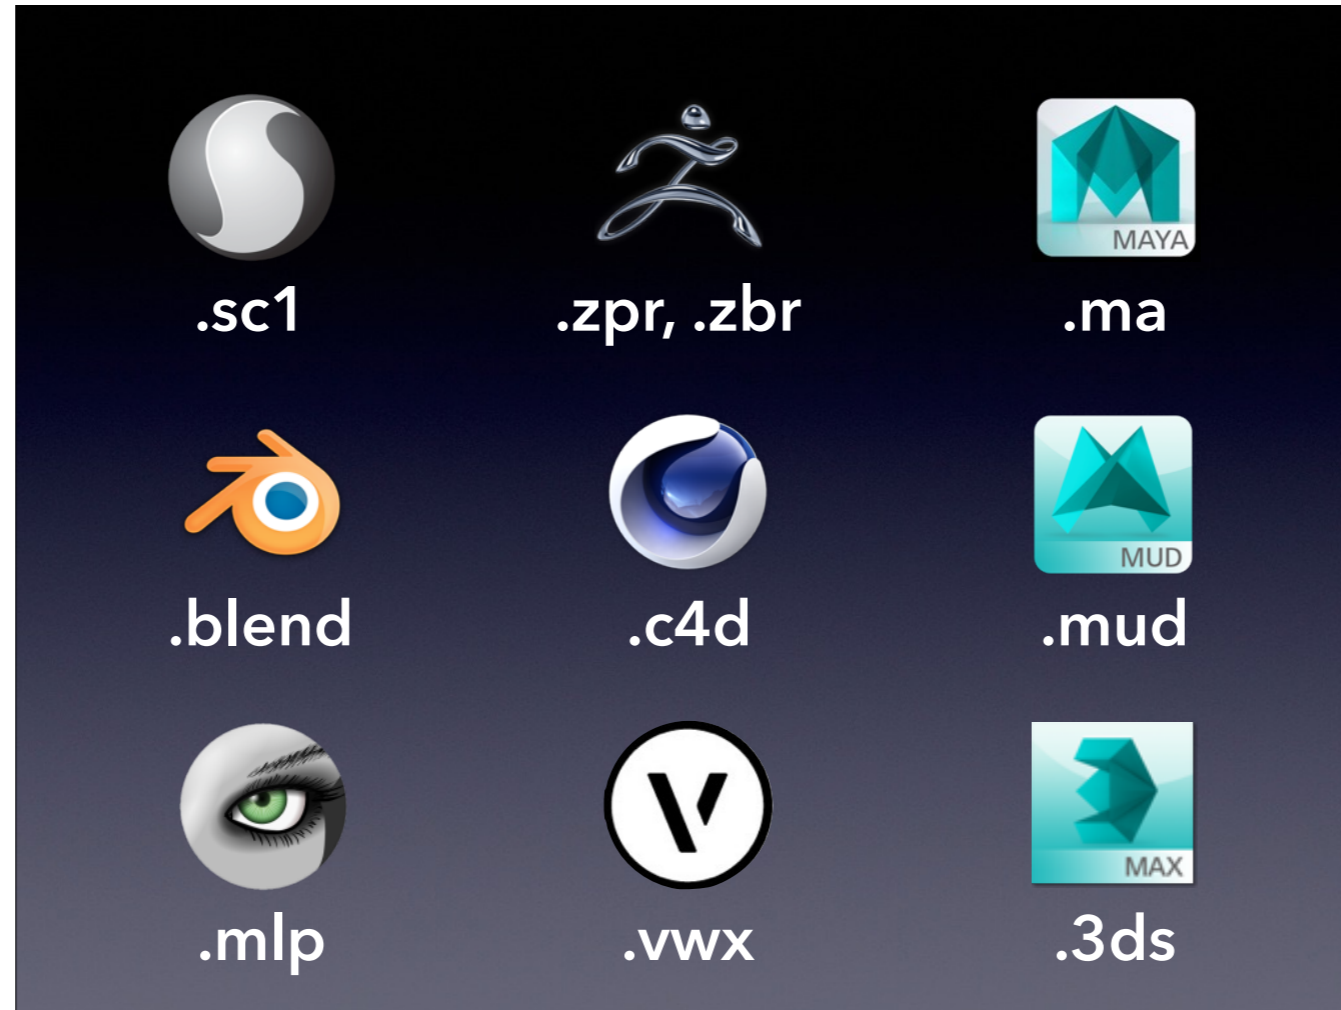 .sc1
.zpr, .zbr
MAYA
.ma
.blend
.c4d
MUD
.mud
.mlp
.vwx
MAX
.3ds